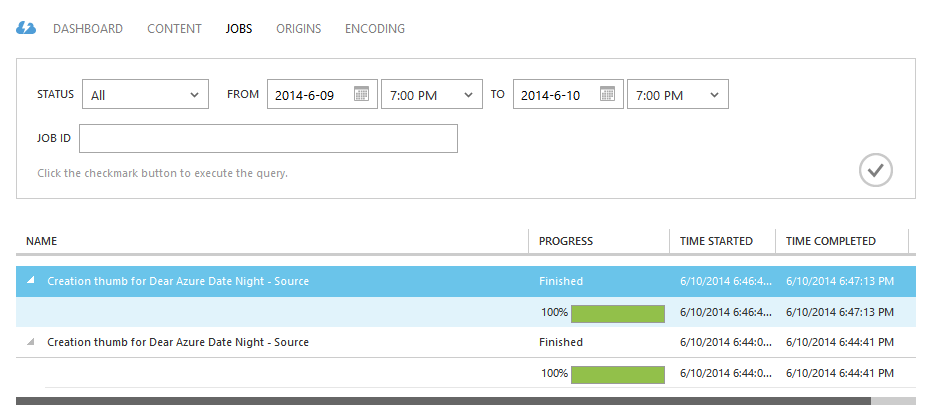 DASHBOARD CONTENT JOBS ORIGINS ENCODING
STATUS All FROM 2014-6-09 7:00 PM TO 2014-6-10 7:00 PM
JOB ID
Click the checkmark button to execute the query.
NAME PROGRESS TIME STARTED TIME COMPLETED
Creation thumb for Dear Azure Date Night - Source Finished 6/10/2014 6:46:4... 6/10/2014 6:47:13 PM
100% 6/10/2014 6:46:4... 6/10/2014 6:47:13 PM
Creation thumb for Dear Azure Date Night - Source Finished 6/10/2014 6:44:0... 6/10/2014 6:44:41 PM
100% 6/10/2014 6:44:0... 6/10/2014 6:44:41 PM